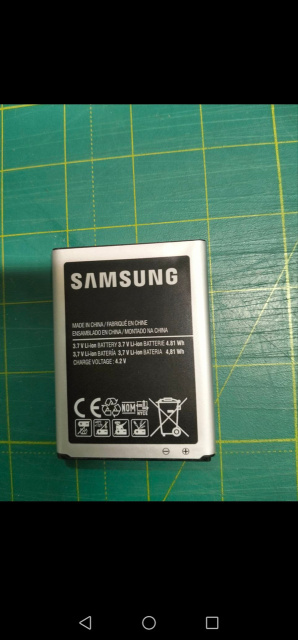 SAMSUNG
MADE IN CHINA / FABRIQUÉ EN CHINE
ENSAMBLADO EN CHINA / MONTADO NA CHINA
3.7 V Li-ion BATTERY 3.7 V Li-ion BATTERIE 4.81 Wh
3,7 V Li-ion BATERÍA 3,7 V Li-ion BATERIA 4,81 Wh
CHARGE VOLTAGE : 4.2 V
CE NOM